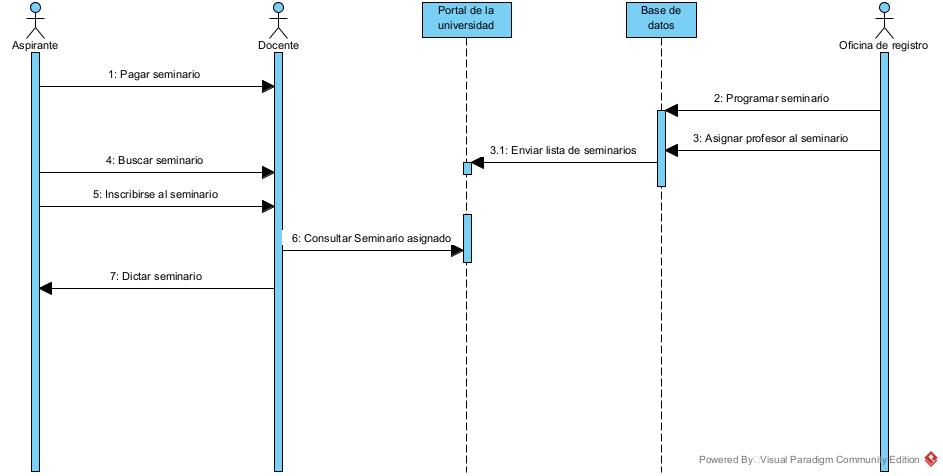 Portal de la
universidad
Base de
datos
Aspirante
Docente
Oficina de registro
1: Pagar seminario
2: Programar seminario
3: Asignar profesor al seminario
3.1: Enviar lista de seminarios
4: Buscar seminario
5: Inscribirse al seminario
6: Consultar Seminario asignado
7: Dictar seminario
Powered By Visual Paradigm Community Edition